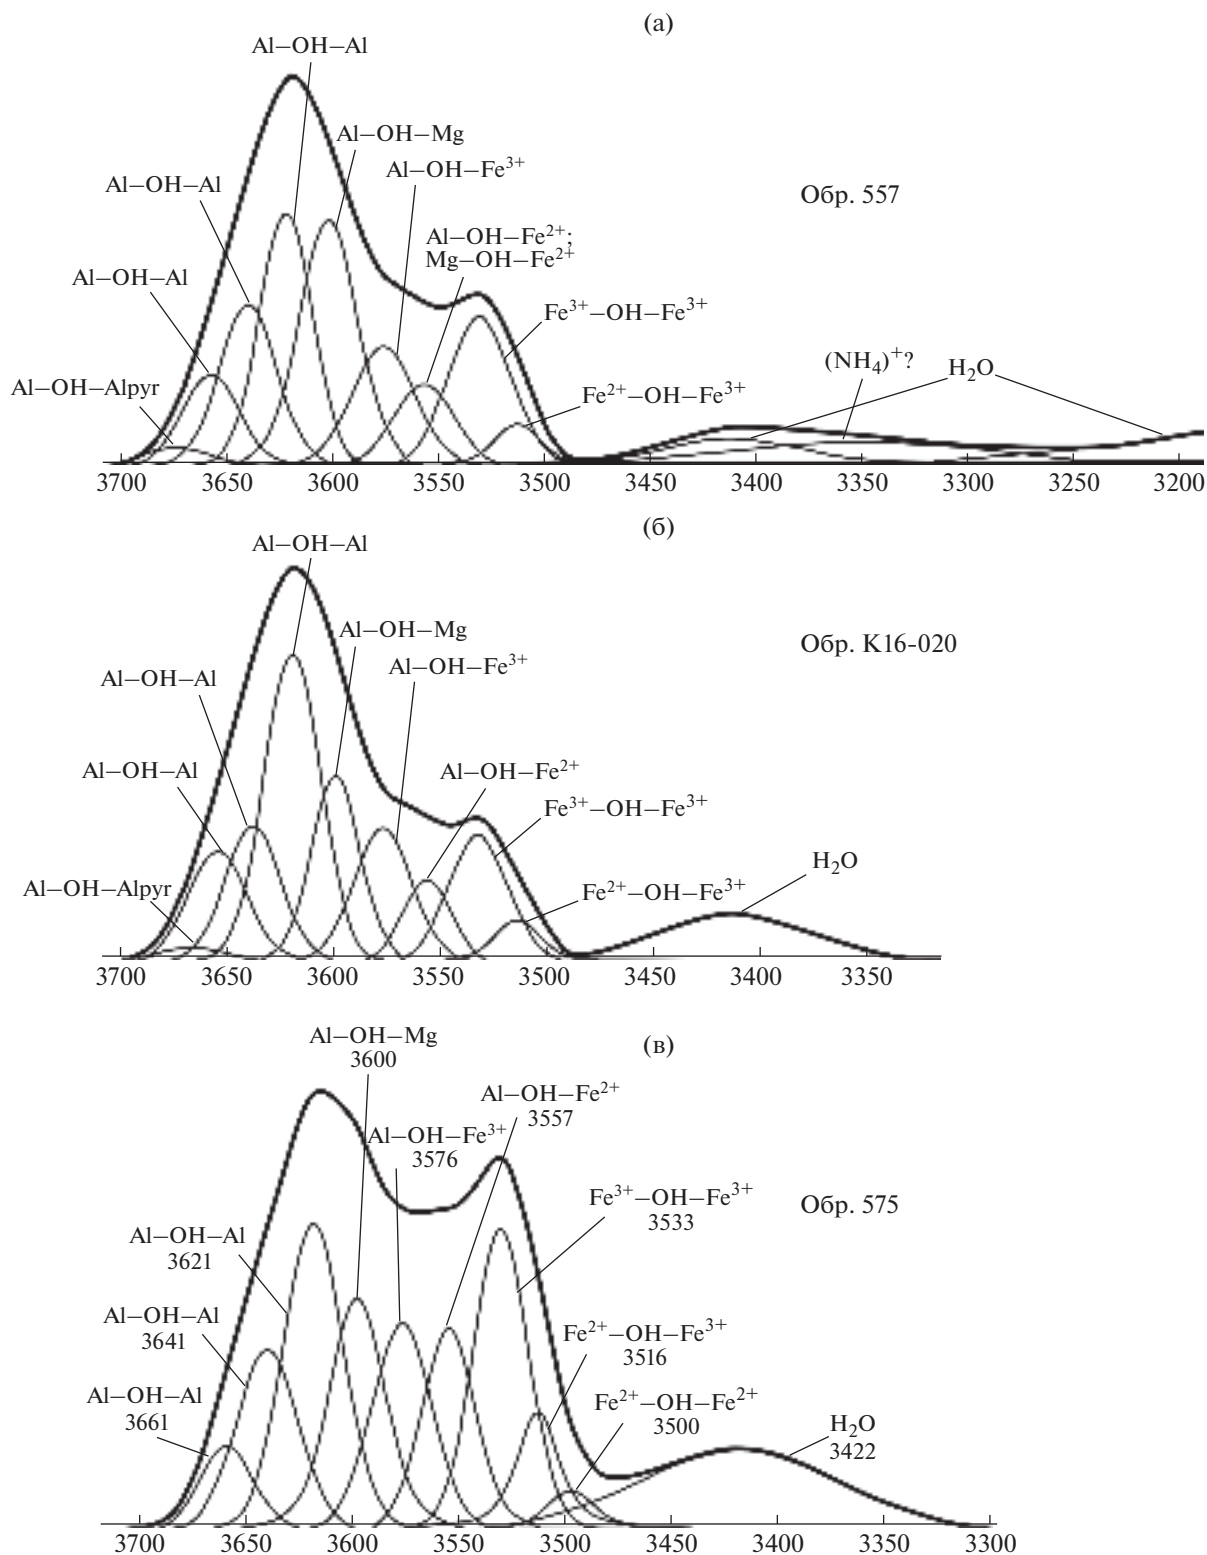 (а)
Al–OH–Al
Al–OH–Mg
Al–OH–Fe³⁺
Al–OH–Al
Обр. 557
Al–OH–Fe²⁺;
Mg–OH–Fe²⁺
Al–OH–Al
Fe³⁺–OH–Fe³⁺
(NH₄)⁺?
H₂O
Al–OH–Alpyr
Fe²⁺–OH–Fe³⁺
3700 3650 3600 3550 3500 3450 3400 3350 3300 3250 3200
(б)
Al–OH–Al
Al–OH–Mg
Обр. К16-020
Al–OH–Fe³⁺
Al–OH–Al
Al–OH–Al
Al–OH–Fe²⁺
Fe³⁺–OH–Fe³⁺
H₂O
Al–OH–Alpyr
Fe²⁺–OH–Fe³⁺
3700 3650 3600 3550 3500 3450 3400 3350
(в)
Al–OH–Mg
3600
Al–OH–Fe²⁺
3557
Al–OH–Fe³⁺
3576
Fe³⁺–OH–Fe³⁺
3533
Обр. 575
Al–OH–Al
3621
Al–OH–Al
3641
Fe²⁺–OH–Fe³⁺
3516
Al–OH–Al
3661
Fe²⁺–OH–Fe²⁺
3500
H₂O
3422
3700 3650 3600 3550 3500 3450 3400 3350 3300